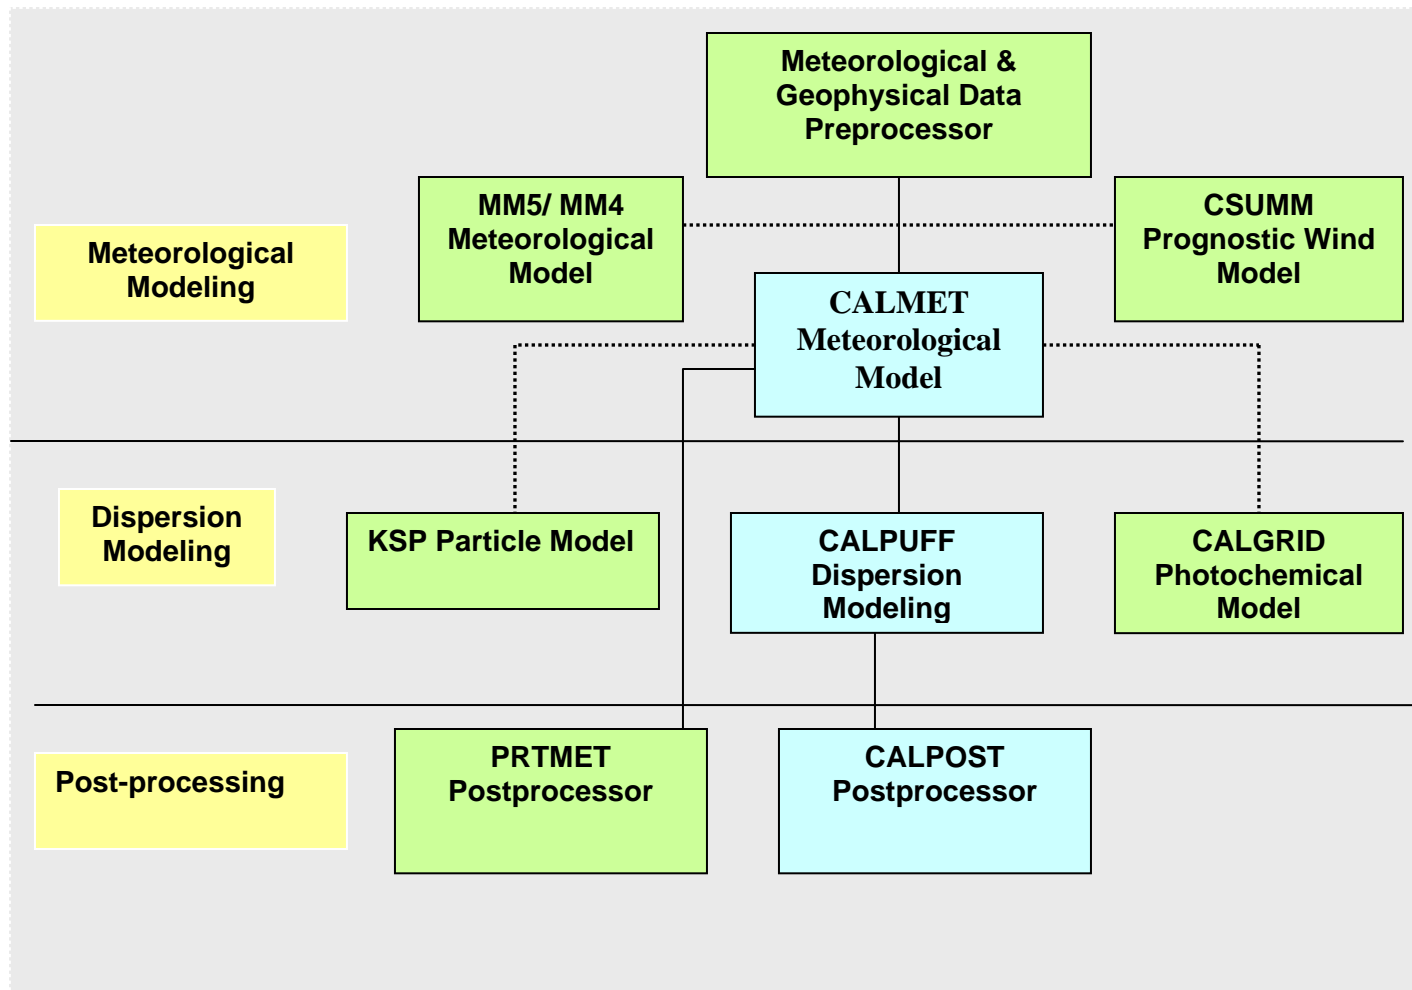 Meteorological &
Geophysical Data
Preprocessor
MM5/ MM4
Meteorological
Model
CSUMM
Prognostic Wind
Model
Meteorological
Modeling
CALMET
Meteorological
Model
Dispersion
Modeling
KSP Particle Model
CALPUFF
Dispersion
Modeling
CALGRID
Photochemical
Model
Post-processing
PRTMET
Postprocessor
CALPOST
Postprocessor